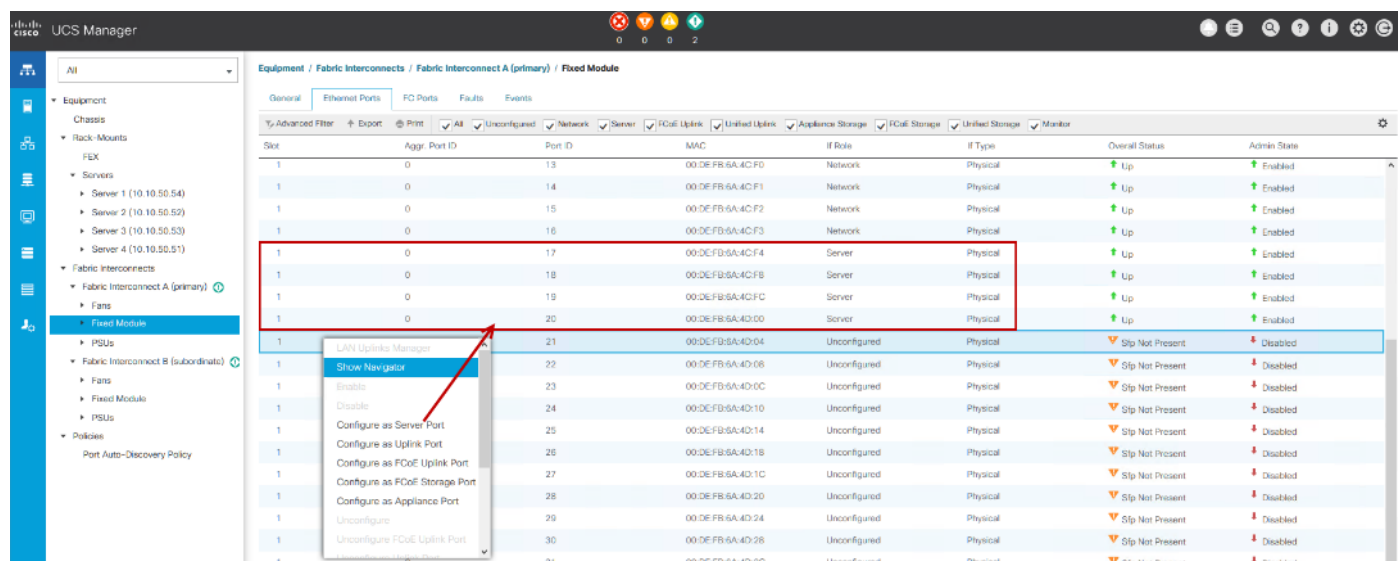 cisco UCS Manager
0 0 0 2
All
Equipment
Chassis
Rack-Mounts
FEX
Servers
Server 1 (10.10.50.54)
Server 2 (10.10.50.52)
Server 3 (10.10.50.53)
Server 4 (10.10.50.51)
Fabric Interconnects
Fabric Interconnect A (primary)
Fans
Fixed Module
PSUs
Fabric Interconnect B (subordinate)
Fans
Fixed Module
PSUs
Policies
Port Auto-Discovery Policy
Equipment / Fabric Interconnects / Fabric Interconnect A (primary) / Fixed Module
General Ethernet Ports FC Ports Faults Events
Advanced Filter Export Print All Unconfigured Network Server FCoE Uplink Unified Uplink Appliance Storage FCoE Storage Unified Storage Monitor
Slot Aggr. Port ID Port ID MAC If Role If Type Overall Status Admin State
1 0 13 00:DE:FB:6A:4C:F0 Network Physical Up Enabled
1 0 14 00:DE:FB:6A:4C:F1 Network Physical Up Enabled
1 0 15 00:DE:FB:6A:4C:F2 Network Physical Up Enabled
1 0 16 00:DE:FB:6A:4C:F3 Network Physical Up Enabled
1 0 17 00:DE:FB:6A:4C:F4 Server Physical Up Enabled
1 0 18 00:DE:FB:6A:4C:F8 Server Physical Up Enabled
1 0 19 00:DE:FB:6A:4C:FC Server Physical Up Enabled
1 0 20 00:DE:FB:6A:4D:00 Server Physical Up Enabled
1 21 00:DE:FB:6A:4D:04 Unconfigured Physical Sfp Not Present Disabled
1 22 00:DE:FB:6A:4D:08 Unconfigured Physical Sfp Not Present Disabled
1 23 00:DE:FB:6A:4D:0C Unconfigured Physical Sfp Not Present Disabled
1 24 00:DE:FB:6A:4D:10 Unconfigured Physical Sfp Not Present Disabled
1 25 00:DE:FB:6A:4D:14 Unconfigured Physical Sfp Not Present Disabled
1 26 00:DE:FB:6A:4D:18 Unconfigured Physical Sfp Not Present Disabled
1 27 00:DE:FB:6A:4D:1C Unconfigured Physical Sfp Not Present Disabled
1 28 00:DE:FB:6A:4D:20 Unconfigured Physical Sfp Not Present Disabled
1 29 00:DE:FB:6A:4D:24 Unconfigured Physical Sfp Not Present Disabled
1 30 00:DE:FB:6A:4D:28 Unconfigured Physical Sfp Not Present Disabled
LAN Uplinks Manager
Show Navigator
Enable
Disable
Configure as Server Port
Configure as Uplink Port
Configure as FCoE Uplink Port
Configure as FCoE Storage Port
Configure as Appliance Port
Unconfigure
Unconfigure FCoE Uplink Port